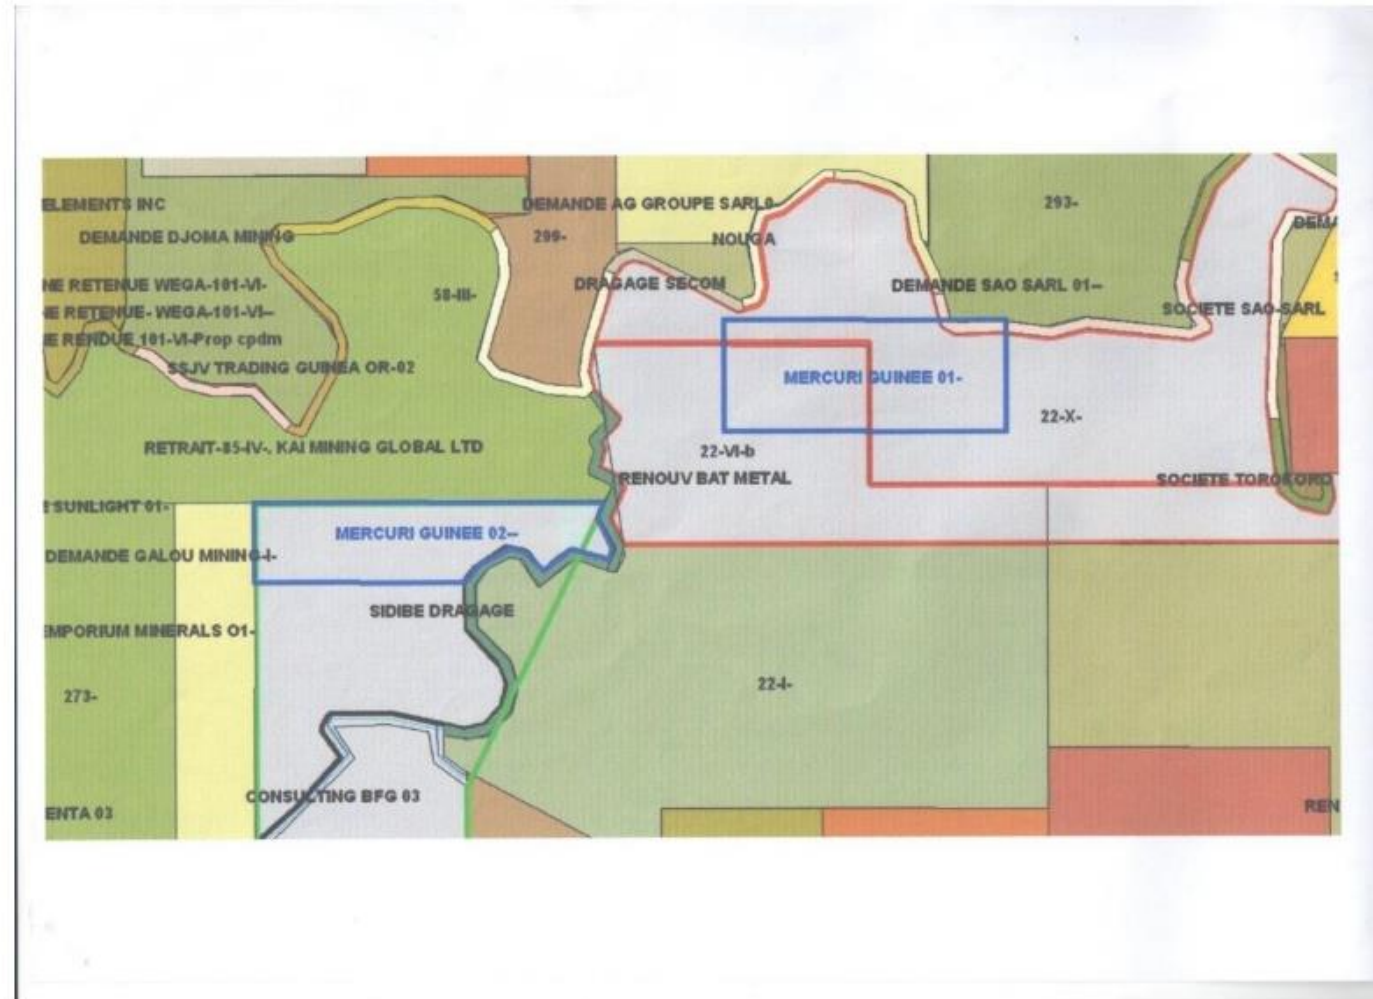 ELEMENTS INC
DEMANDE AG GROUPE SARL0-
293-
DEMANDE DJOMA MINING
299-
NOUGA
NE RETENUE WEGA-101-VI-
58-III-
DRAGAGE SECOM
DEMANDE SAO SARL 01--
NE RETENUE- WEGA-101-VI--
SOCIETE SAO-SARL
E RENDUE 101-VI-Prop cpdm
SSJV TRADING GUINEA OR-02
MERCURI GUINEE 01-
22-X-
RETRAIT-85-IV-. KAI MINING GLOBAL LTD
22-VI-b
RENOUV BAT METAL
SOCIETE TOROKORO
E SUNLIGHT 01-
MERCURI GUINEE 02--
DEMANDE GALOU MINING-I-
SIDIBE DRAGAGE
EMPORIUM MINERALS O1-
273-
22-I-
CONSULTING BFG 03
ENTA 03
REN